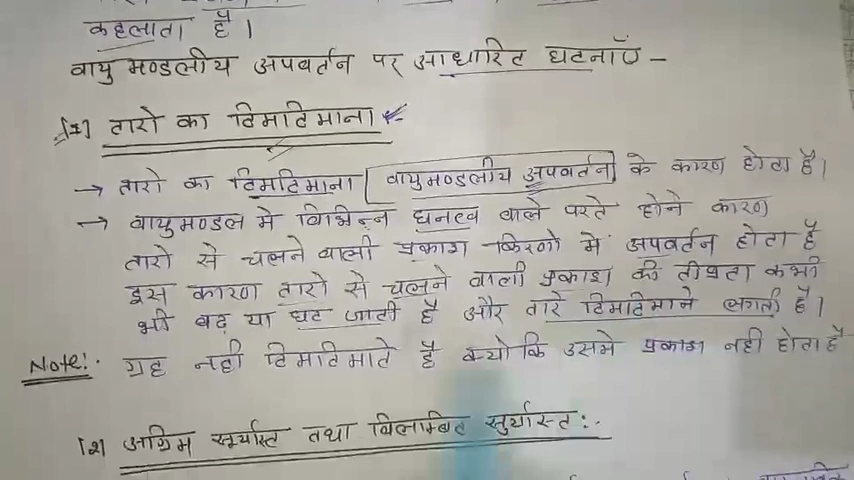 कहलाता है।
वायुमण्डलीय अपवर्तन पर आधारित घटनाएँ –
[1] तारो का टिमटिमाना
→ तारो का टिमटिमाना वायुमण्डलीय अपवर्तन के कारण होता है।
→ वायुमण्डल मे विभिन्न घनत्व वाले परते होने कारण
तारो से चलने वाली प्रकाश किरणो मे अपवर्तन होता है
इस कारण तारो से चलने वाली प्रकाश की तीव्रता कभी
भी बढ़ या घट जाती है और तारे टिमटिमाने लगती है।
Note:- ग्रह नही टिमटिमाते है क्योकि उसमे प्रकाश नही होता है
[2] अग्रिम सूर्यास्त तथा विलाम्बित सुर्यास्त :-